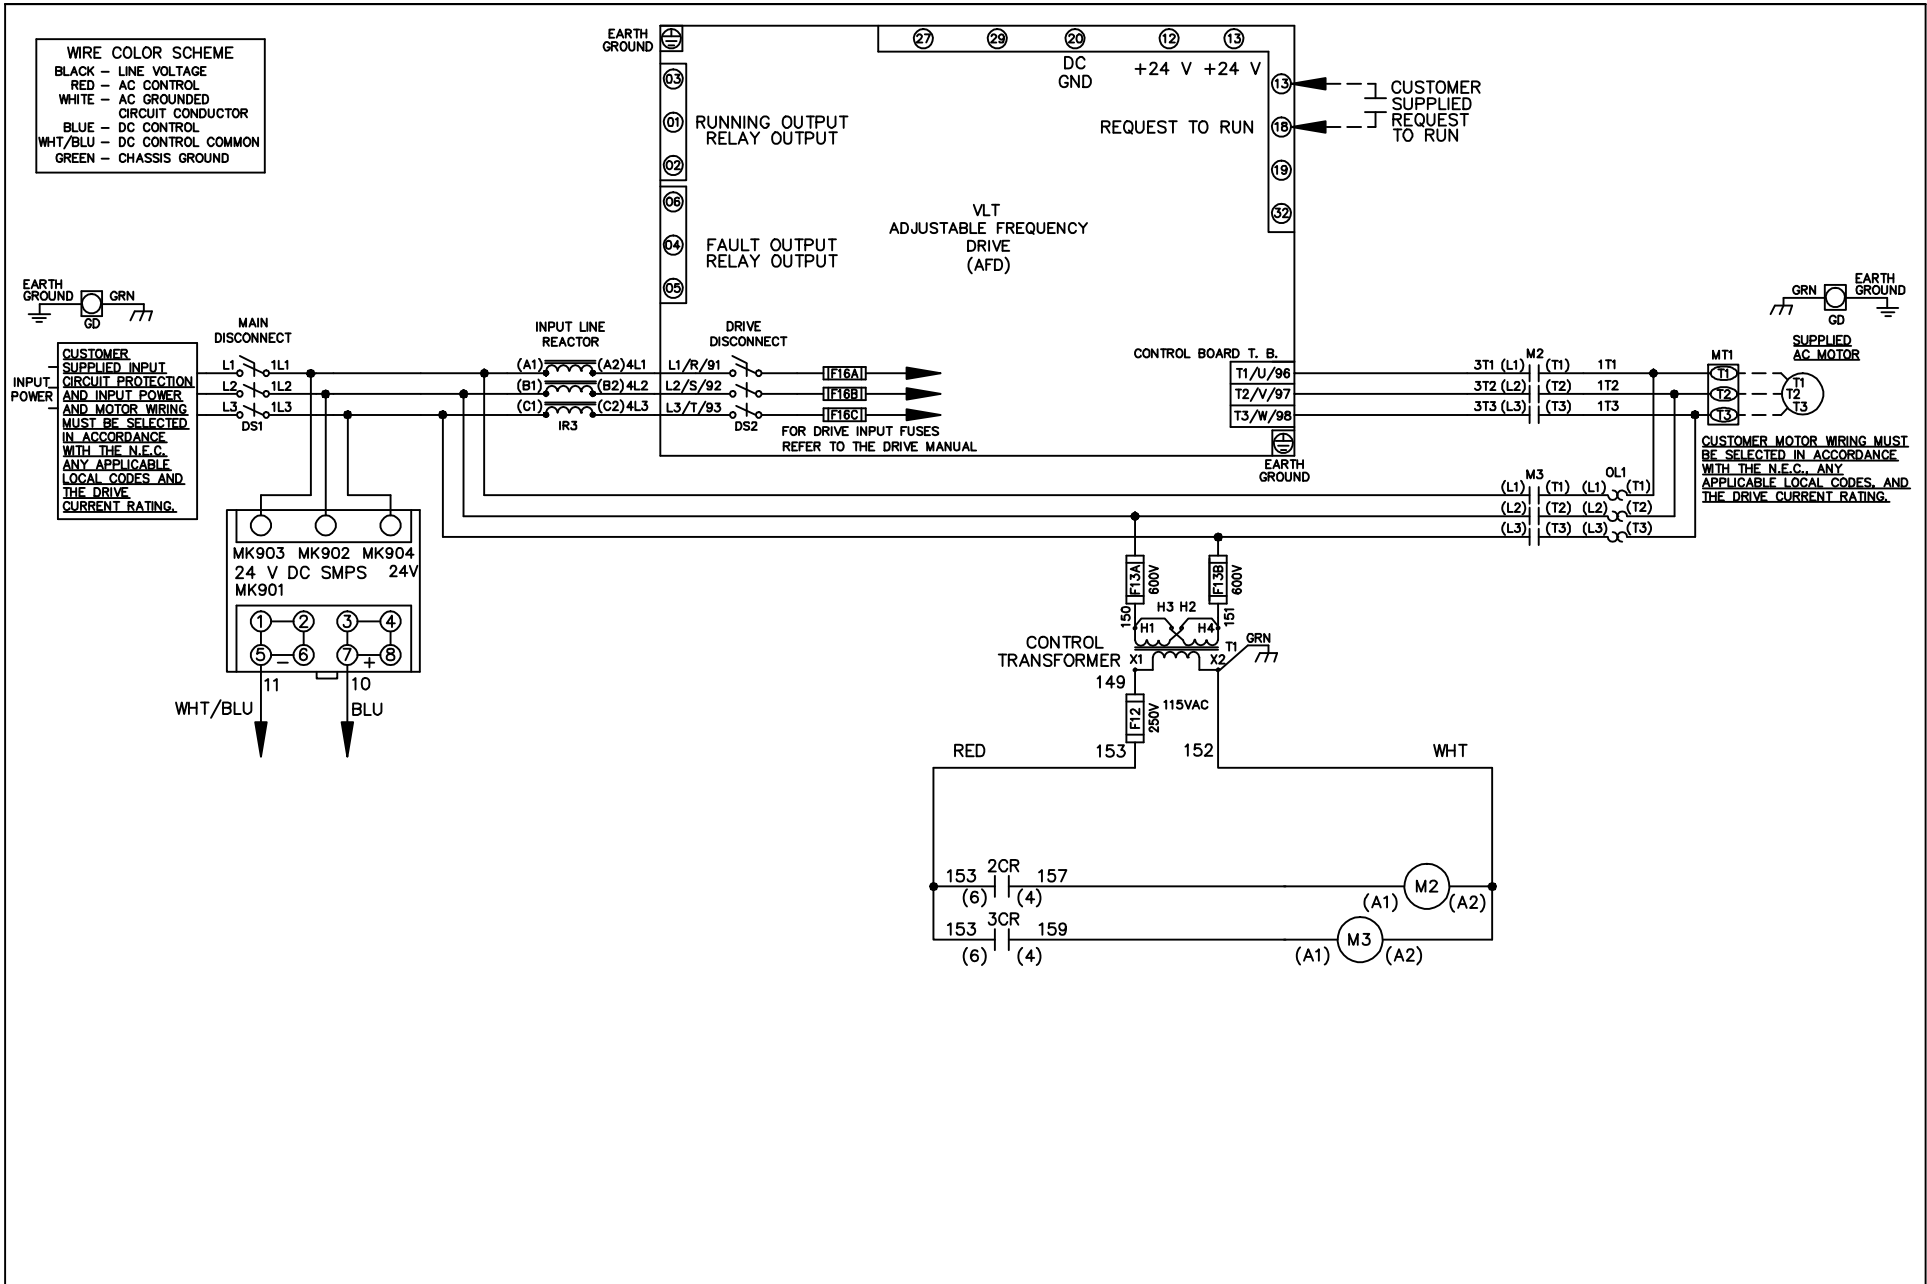 WIRE COLOR SCHEME
BLACK – LINE VOLTAGE
RED – AC CONTROL
WHITE – AC GROUNDED
CIRCUIT CONDUCTOR
BLUE – DC CONTROL
WHT/BLU – DC CONTROL COMMON
GREEN – CHASSIS GROUND
EARTH
GROUND
27 29 20 12 13
DC
GND
+24 V +24 V
03
01
02
RUNNING OUTPUT
RELAY OUTPUT
06
04
05
FAULT OUTPUT
RELAY OUTPUT
VLT
ADJUSTABLE FREQUENCY
DRIVE
(AFD)
REQUEST TO RUN
13
18
19
32
CUSTOMER
SUPPLIED
REQUEST
TO RUN
EARTH
GROUND
GRN
GD
INPUT
POWER
CUSTOMER
SUPPLIED INPUT
CIRCUIT PROTECTION
AND INPUT POWER
AND MOTOR WIRING
MUST BE SELECTED
IN ACCORDANCE
WITH THE N.E.C.
ANY APPLICABLE
LOCAL CODES AND
THE DRIVE
CURRENT RATING.
MAIN
DISCONNECT
L1 1L1
L2 1L2
L3 1L3
DS1
INPUT LINE
REACTOR
(A1) (A2) 4L1
(B1) (B2) 4L2
(C1) (C2) 4L3
IR3
DRIVE
DISCONNECT
L1/R/91
L2/S/92
L3/T/93
DS2
F16A
F16B
F16C
FOR DRIVE INPUT FUSES
REFER TO THE DRIVE MANUAL
CONTROL BOARD T. B.
T1/U/96
T2/V/97
T3/W/98
EARTH
GROUND
M2
3T1 (L1) (T1) 1T1
3T2 (L2) (T2) 1T2
3T3 (L3) (T3) 1T3
MT1
T1
T2
T3
GRN
GD
EARTH
GROUND
SUPPLIED
AC MOTOR
T1
T2
T3
CUSTOMER MOTOR WIRING MUST
BE SELECTED IN ACCORDANCE
WITH THE N.E.C., ANY
APPLICABLE LOCAL CODES, AND
THE DRIVE CURRENT RATING.
M3 OL1
(L1) (T1) (L1) (T1)
(L2) (T2) (L2) (T2)
(L3) (T3) (L3) (T3)
MK903 MK902 MK904
24 V DC SMPS 24V
MK901
1 2 3 4
5 – 6 7 + 8
11 10
WHT/BLU BLU
F13A 600V
F13B 600V
150 151
H3 H2
H1 H4
CONTROL
TRANSFORMER
X1 X2 T1
GRN
149
F12 250V
115VAC
RED 153 152 WHT
2CR
153 157
(6) (4)
M2
(A1) (A2)
3CR
153 159
(6) (4)
M3
(A1) (A2)